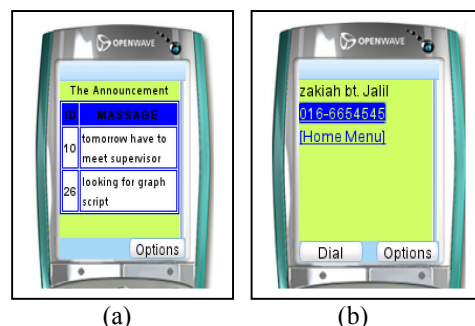 OPENWAVE
The Announcement
ID MASSAGE
10 tomorrow have to
meet supervisor
26 looking for graph
script
Options
(a)
OPENWAVE
zakiah bt. Jalil
016-6654545
[Home Menu]
Dial Options
(b)